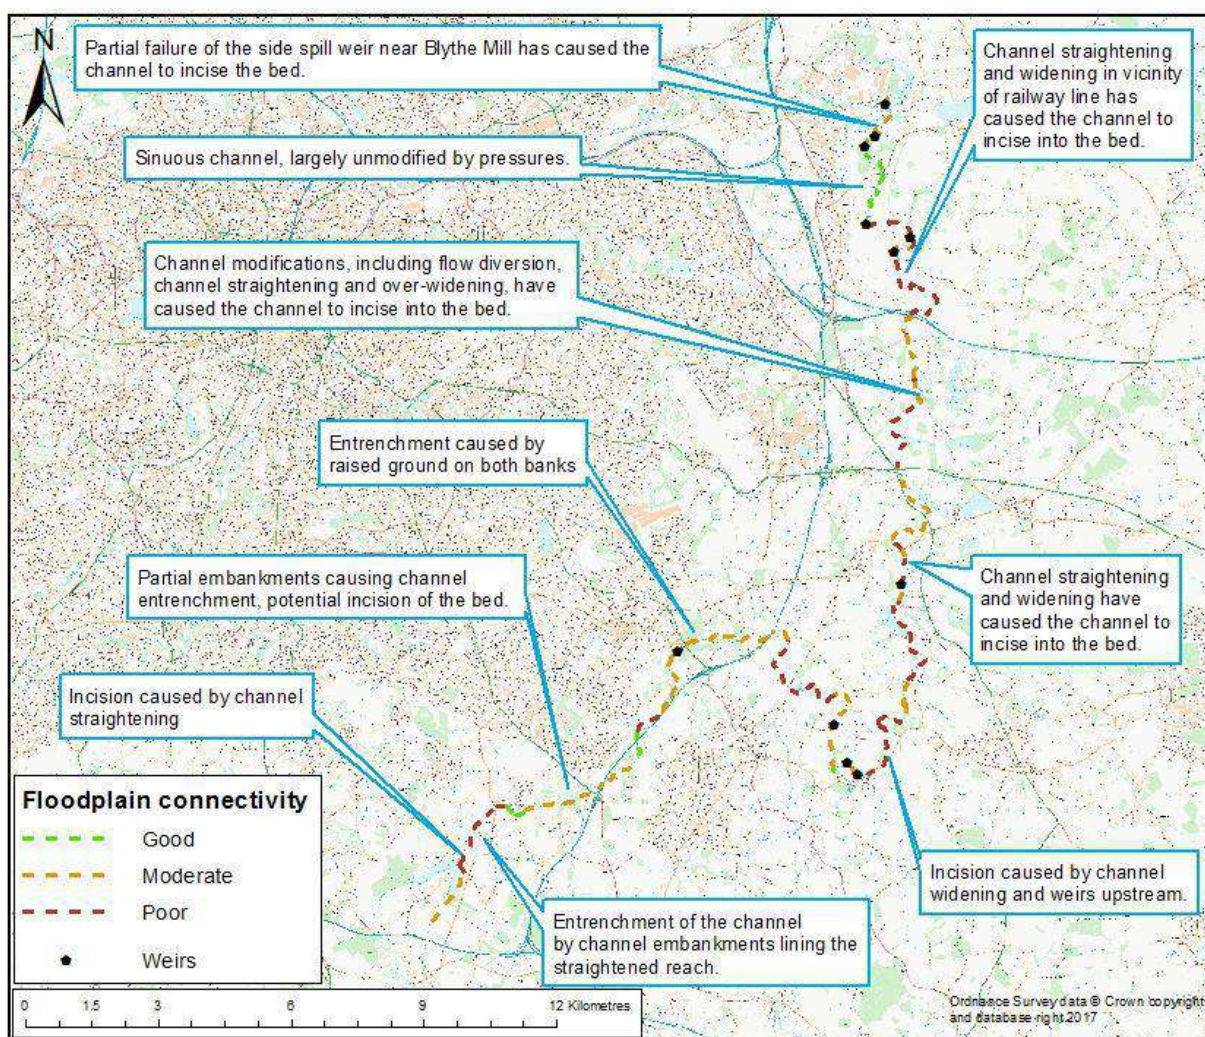 N
Partial failure of the side spill weir near Blythe Mill has caused the
channel to incise the bed.
Channel straightening
and widening in vicinity
of railway line has
caused the channel to
incise into the bed.
Sinuous channel, largely unmodified by pressures.
Channel modifications, including flow diversion,
channel straightening and over-widening, have
caused the channel to incise into the bed.
Entrenchment caused by
raised ground on both banks
Partial embankments causing channel
entrenchment, potential incision of the bed.
Channel straightening
and widening have
caused the channel to
incise into the bed.
Incision caused by channel
straightening
Incision caused by channel
widening and weirs upstream.
Entrenchment of the channel
by channel embankments lining the
straightened reach.
Floodplain connectivity
Good
Moderate
Poor
Weirs
0 1.5 3 6 9 12 Kilometres
Ordnance Survey data © Crown copyright
and database right 2017